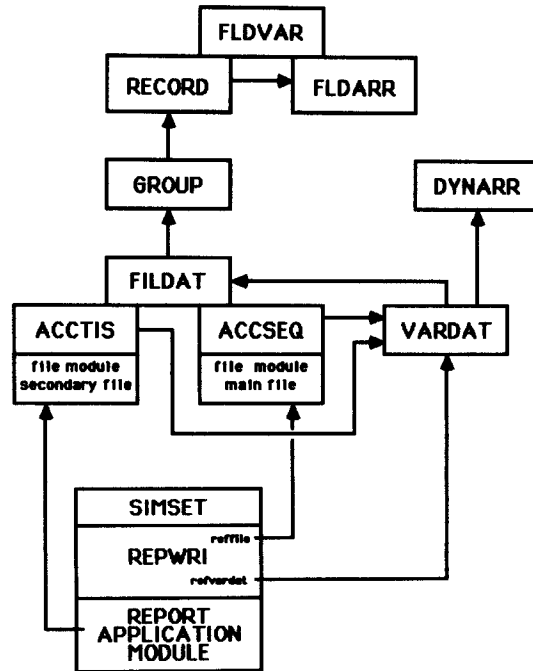 FLDVAR
RECORD
FLDARR
GROUP
DYNARR
FILDAT
ACCTIS
ACCSEQ
VARDAT
file module
secondary file
file module
main file
SIMSET
reffile
REPWRI
refvardat
REPORT
APPLICATION
MODULE